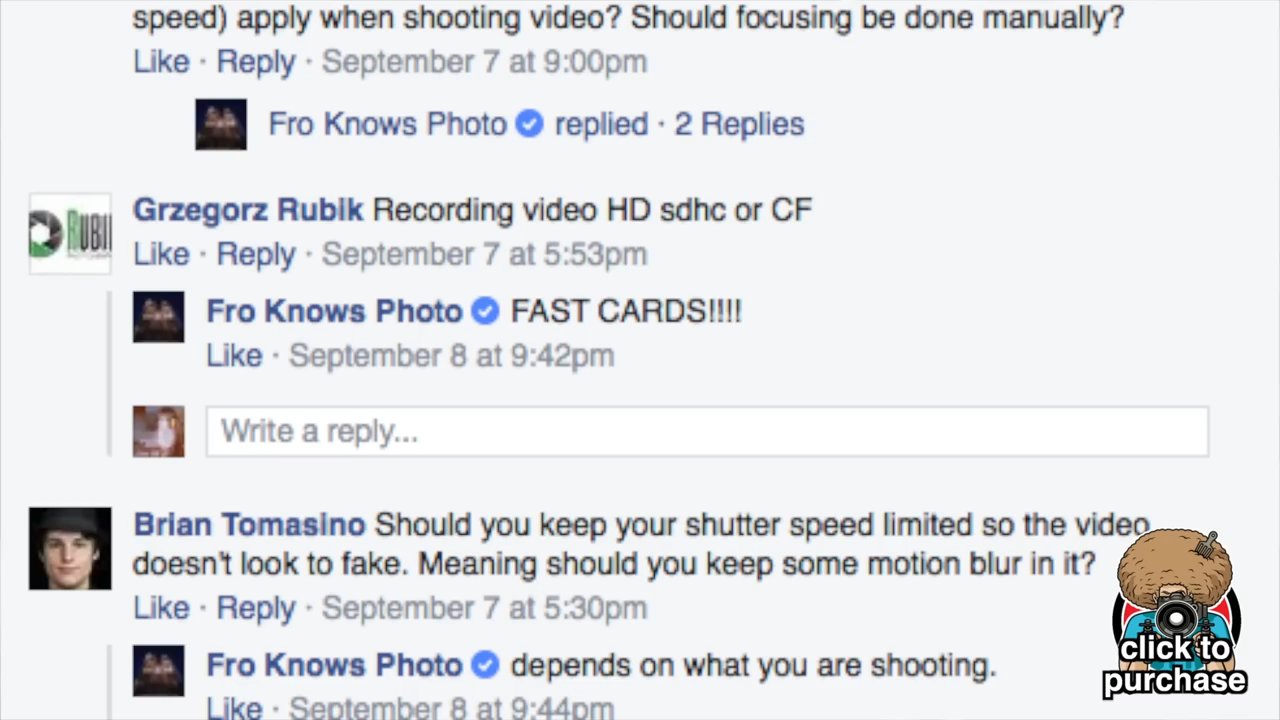 speed) apply when shooting video? Should focusing be done manually?
Like · Reply · September 7 at 9:00pm
Fro Knows Photo replied · 2 Replies
RUBI
Grzegorz Rubik Recording video HD sdhc or CF
Like · Reply · September 7 at 5:53pm
Fro Knows Photo FAST CARDS!!!!
Like · September 8 at 9:42pm
Write a reply...
Brian Tomasino Should you keep your shutter speed limited so the video
doesn't look to fake. Meaning should you keep some motion blur in it?
Like · Reply · September 7 at 5:30pm
Fro Knows Photo depends on what you are shooting.
Like · September 8 at 9:44pm
click to
purchase